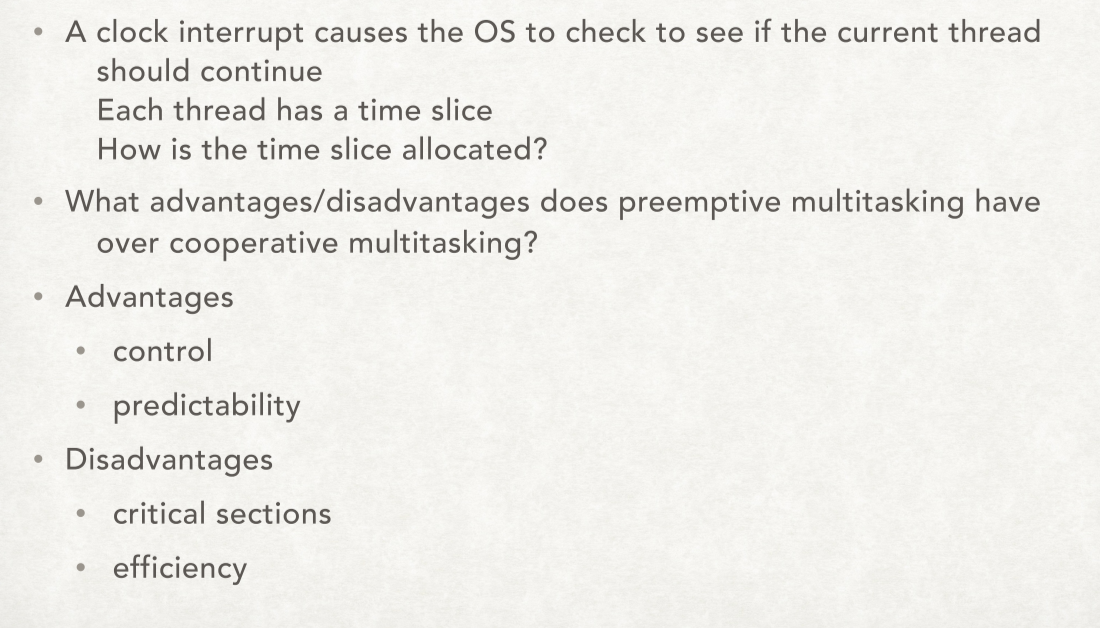 • A clock interrupt causes the OS to check to see if the current thread
should continue
Each thread has a time slice
How is the time slice allocated?
• What advantages/disadvantages does preemptive multitasking have
over cooperative multitasking?
• Advantages
• control
• predictability
• Disadvantages
• critical sections
• efficiency